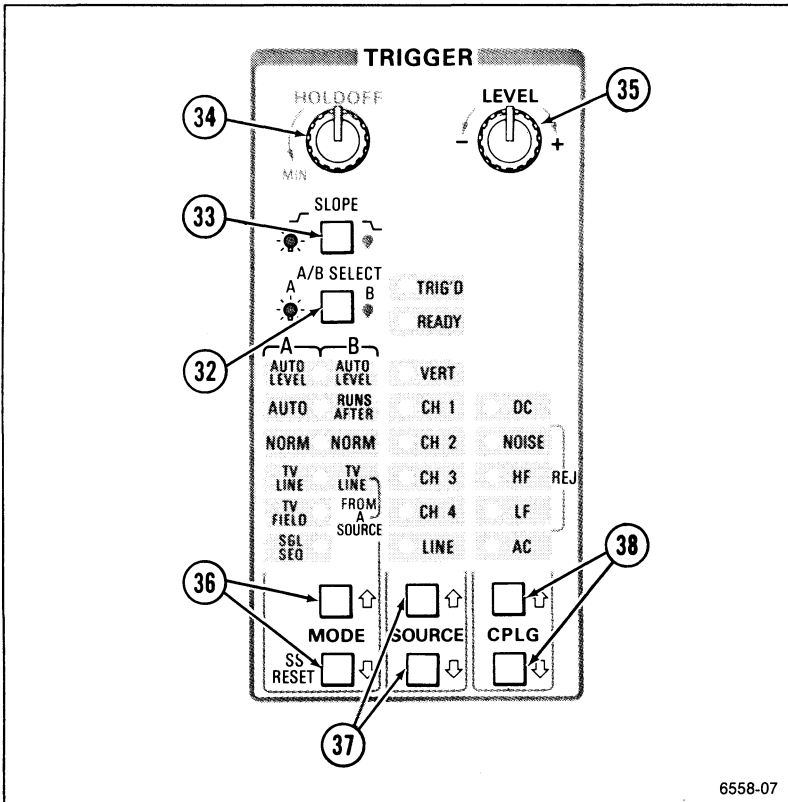 TRIGGER
HOLDOFF
LEVEL
34
35
- +
MIN
33
SLOPE
A/B SELECT
A B
TRIG'D
READY
32
A B
AUTO LEVEL AUTO LEVEL VERT
AUTO RUNS AFTER CH 1 DC
NORM NORM CH 2 NOISE
TV LINE TV LINE CH 3 HF REJ
TV FIELD FROM A SOURCE CH 4 LF
SGL SEQ LINE AC
36
38
MODE SOURCE CPLG
SS RESET
37
6558-07